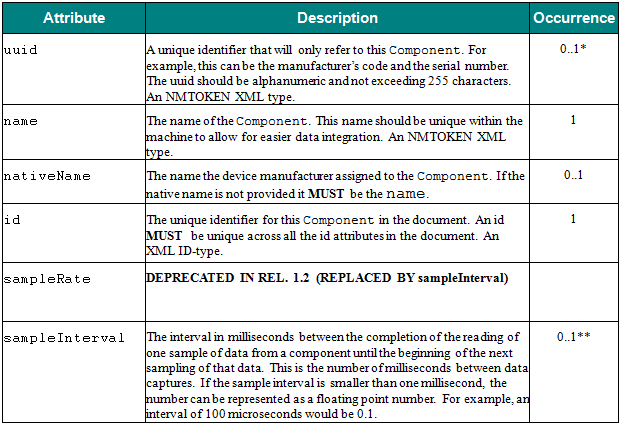 Attribute Description Occurrence
uuid A unique identifier that will only refer to this Component. For 0..1*
example, this can be the manufacturer's code and the serial number.
The uuid should be alphanumeric and not exceeding 255 characters.
An NMTOKEN XML type.
name The name of the Component. This name should be unique within the 1
machine to allow for easier data integration. An NMTOKEN XML
type.
nativeName The name the device manufacturer assigned to the Component. If the 0..1
native name is not provided it MUST be the name.
id The unique identifier for this Component in the document. An id 1
MUST be unique across all the id attributes in the document. An
XML ID-type.
sampleRate DEPRECATED IN REL. 1.2 (REPLACED BY sampleInterval)
sampleInterval The interval in milliseconds between the completion of the reading of 0..1**
one sample of data from a component until the beginning of the next
sampling of that data. This is the number of milliseconds between data
captures. If the sample interval is smaller than one millisecond, the
number can be represented as a floating point number. For example, an
interval of 100 microseconds would be 0.1.